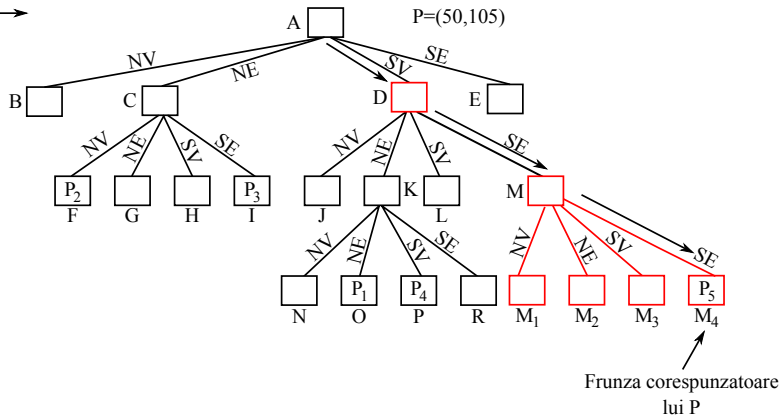 A P=(50,105)
NV NE SV SE
B C D E
NV NE SV SE NV NE SV SE
P2 P3 K M
F G H I J L
NV NE SV SE NV NE SV SE
P1 P4 P5
N O P R M1 M2 M3 M4
Frunza corespunzatoare
lui P